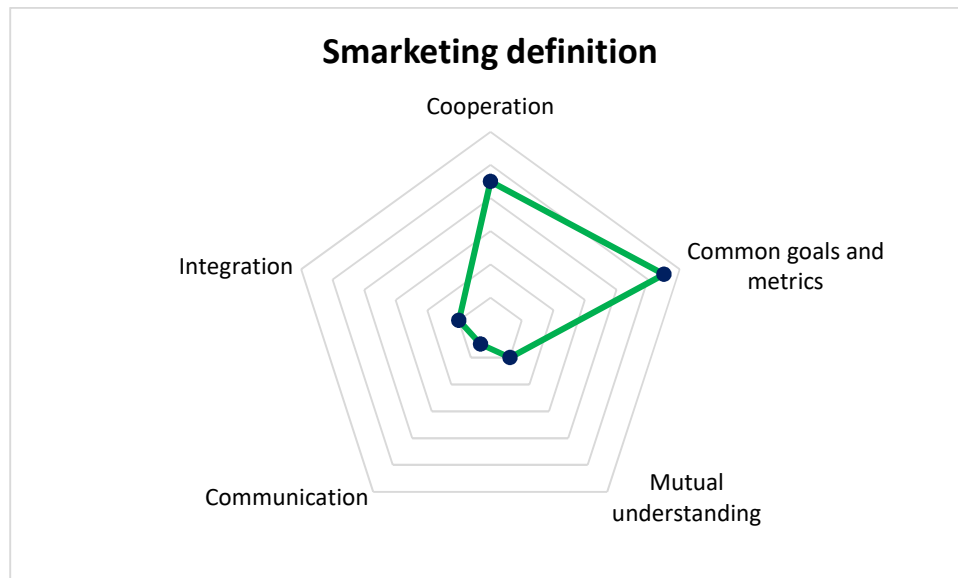 Smarketing definition
Cooperation
Common goals and
metrics
Mutual
understanding
Communication
Integration